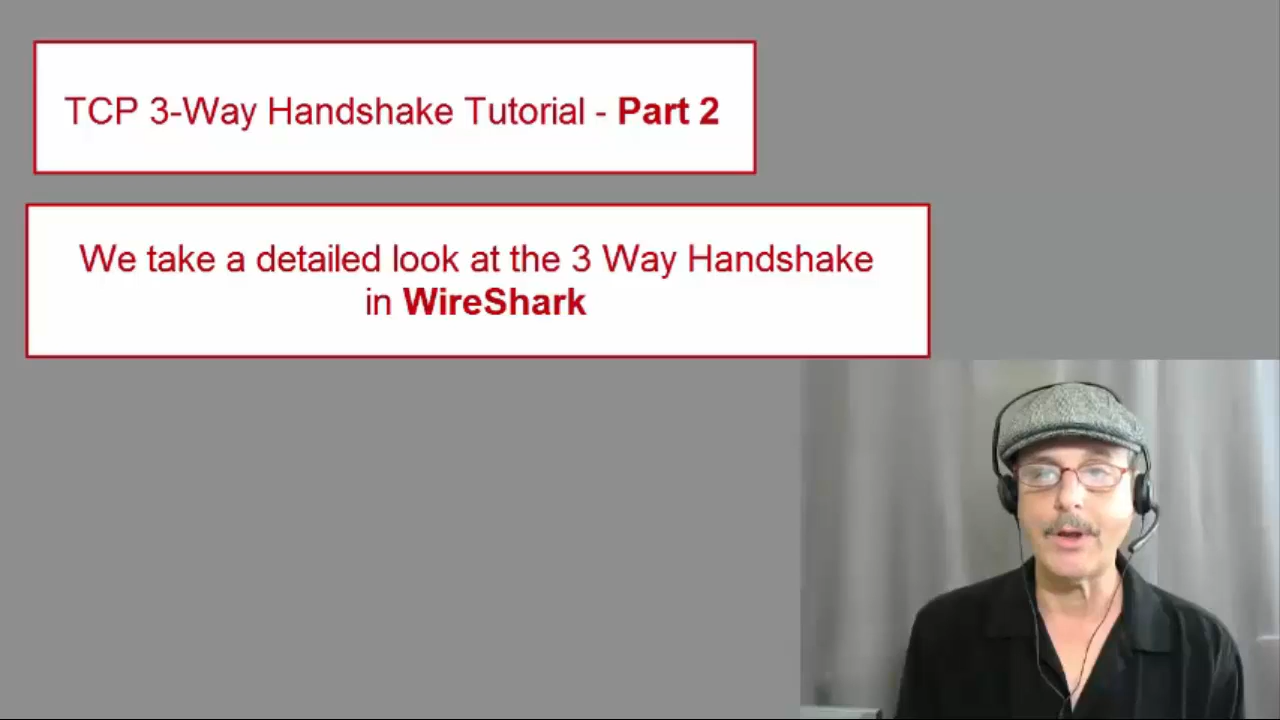 TCP 3-Way Handshake Tutorial - Part 2
We take a detailed look at the 3 Way Handshake
in WireShark